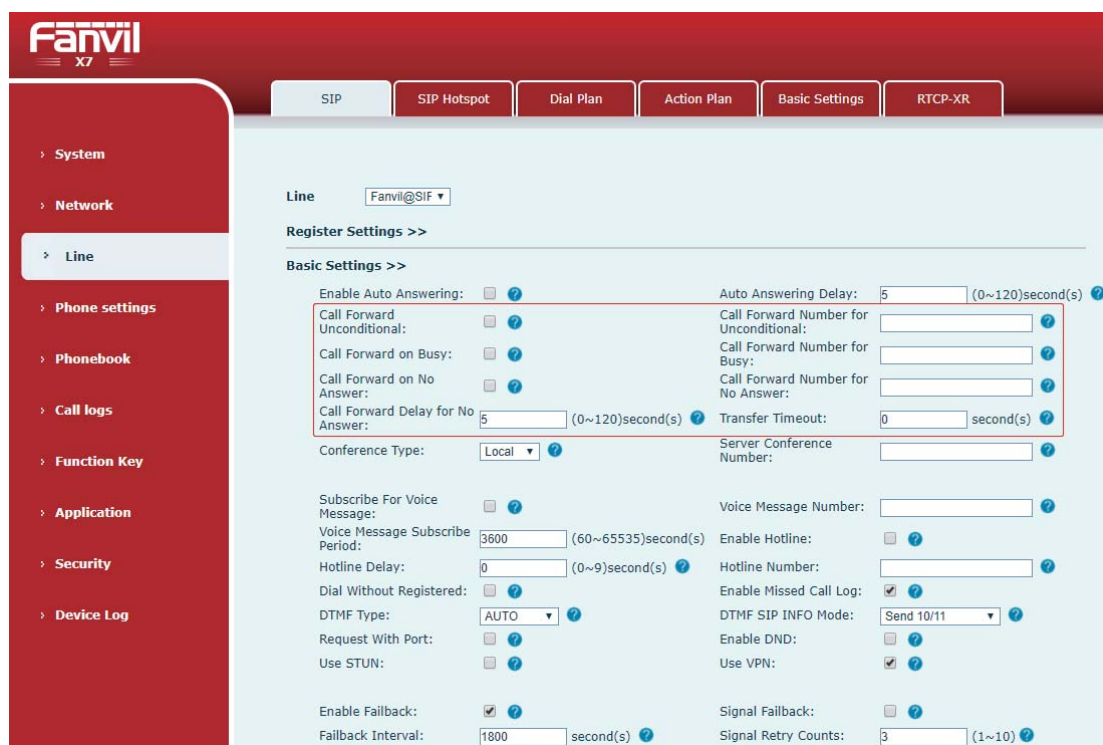 Fanvil
X7
SIP SIP Hotspot Dial Plan Action Plan Basic Settings RTCP-XR
› System
› Network
› Line
› Phone settings
› Phonebook
› Call logs
› Function Key
› Application
› Security
› Device Log
Line Fanvil@SIF
Register Settings >>
Basic Settings >>
Enable Auto Answering: Auto Answering Delay: 5 (0~120)second(s)
Call Forward Unconditional: Call Forward Number for Unconditional:
Call Forward on Busy: Call Forward Number for Busy:
Call Forward on No Answer: Call Forward Number for No Answer:
Call Forward Delay for No Answer: 5 (0~120)second(s) Transfer Timeout: 0 second(s)
Conference Type: Local Server Conference Number:
Subscribe For Voice Message: Voice Message Number:
Voice Message Subscribe Period: 3600 (60~65535)second(s) Enable Hotline:
Hotline Delay: 0 (0~9)second(s) Hotline Number:
Dial Without Registered: Enable Missed Call Log:
DTMF Type: AUTO DTMF SIP INFO Mode: Send 10/11
Request With Port: Enable DND:
Use STUN: Use VPN:
Enable Failback: Signal Failback:
Failback Interval: 1800 second(s) Signal Retry Counts: 3 (1~10)